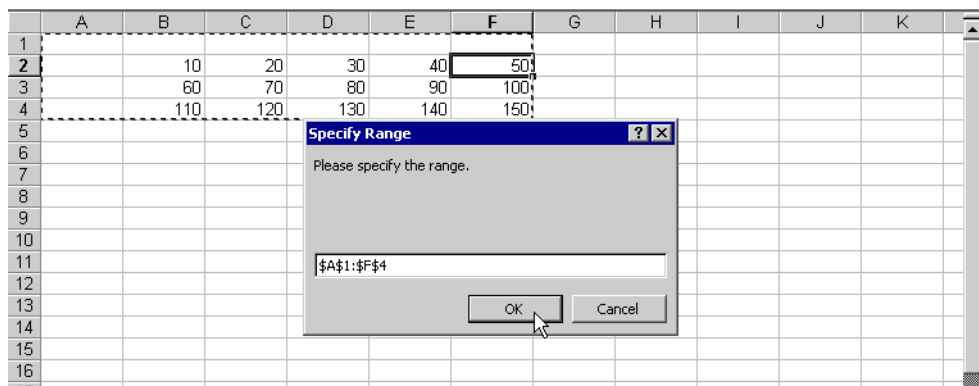 A B C D E F G H I J K
1
2 10 20 30 40 50
3 60 70 80 90 100
4 110 120 130 140 150
5
Specify Range ?
6
Please specify the range.
7
8
9
10
11
$A$1:$F$4
12
13
OK Cancel
14
15
16